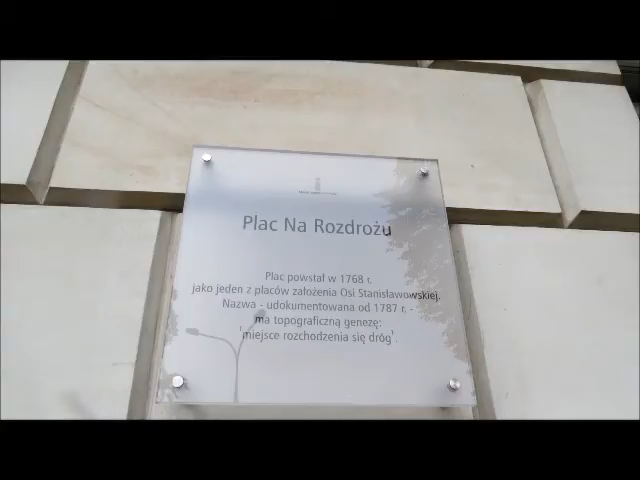 Plac Na Rozdrożu
Plac powstał w 1768 r.
jako jeden z placów założenia Osi Stanisławowskiej.
Nazwa - udokumentowana od 1787 r. -
ma topograficzną genezę:
'miejsce rozchodzenia się dróg'.